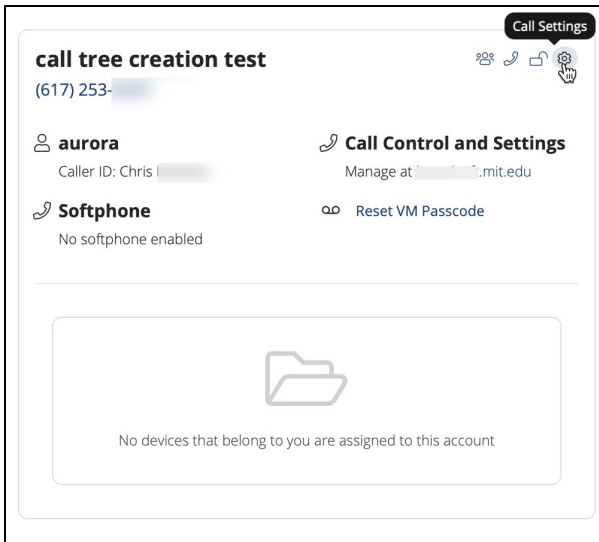 Call Settings
call tree creation test
(617) 253-
aurora
Caller ID: Chris
Call Control and Settings
Manage at .mit.edu
Softphone
No softphone enabled
Reset VM Passcode
No devices that belong to you are assigned to this account